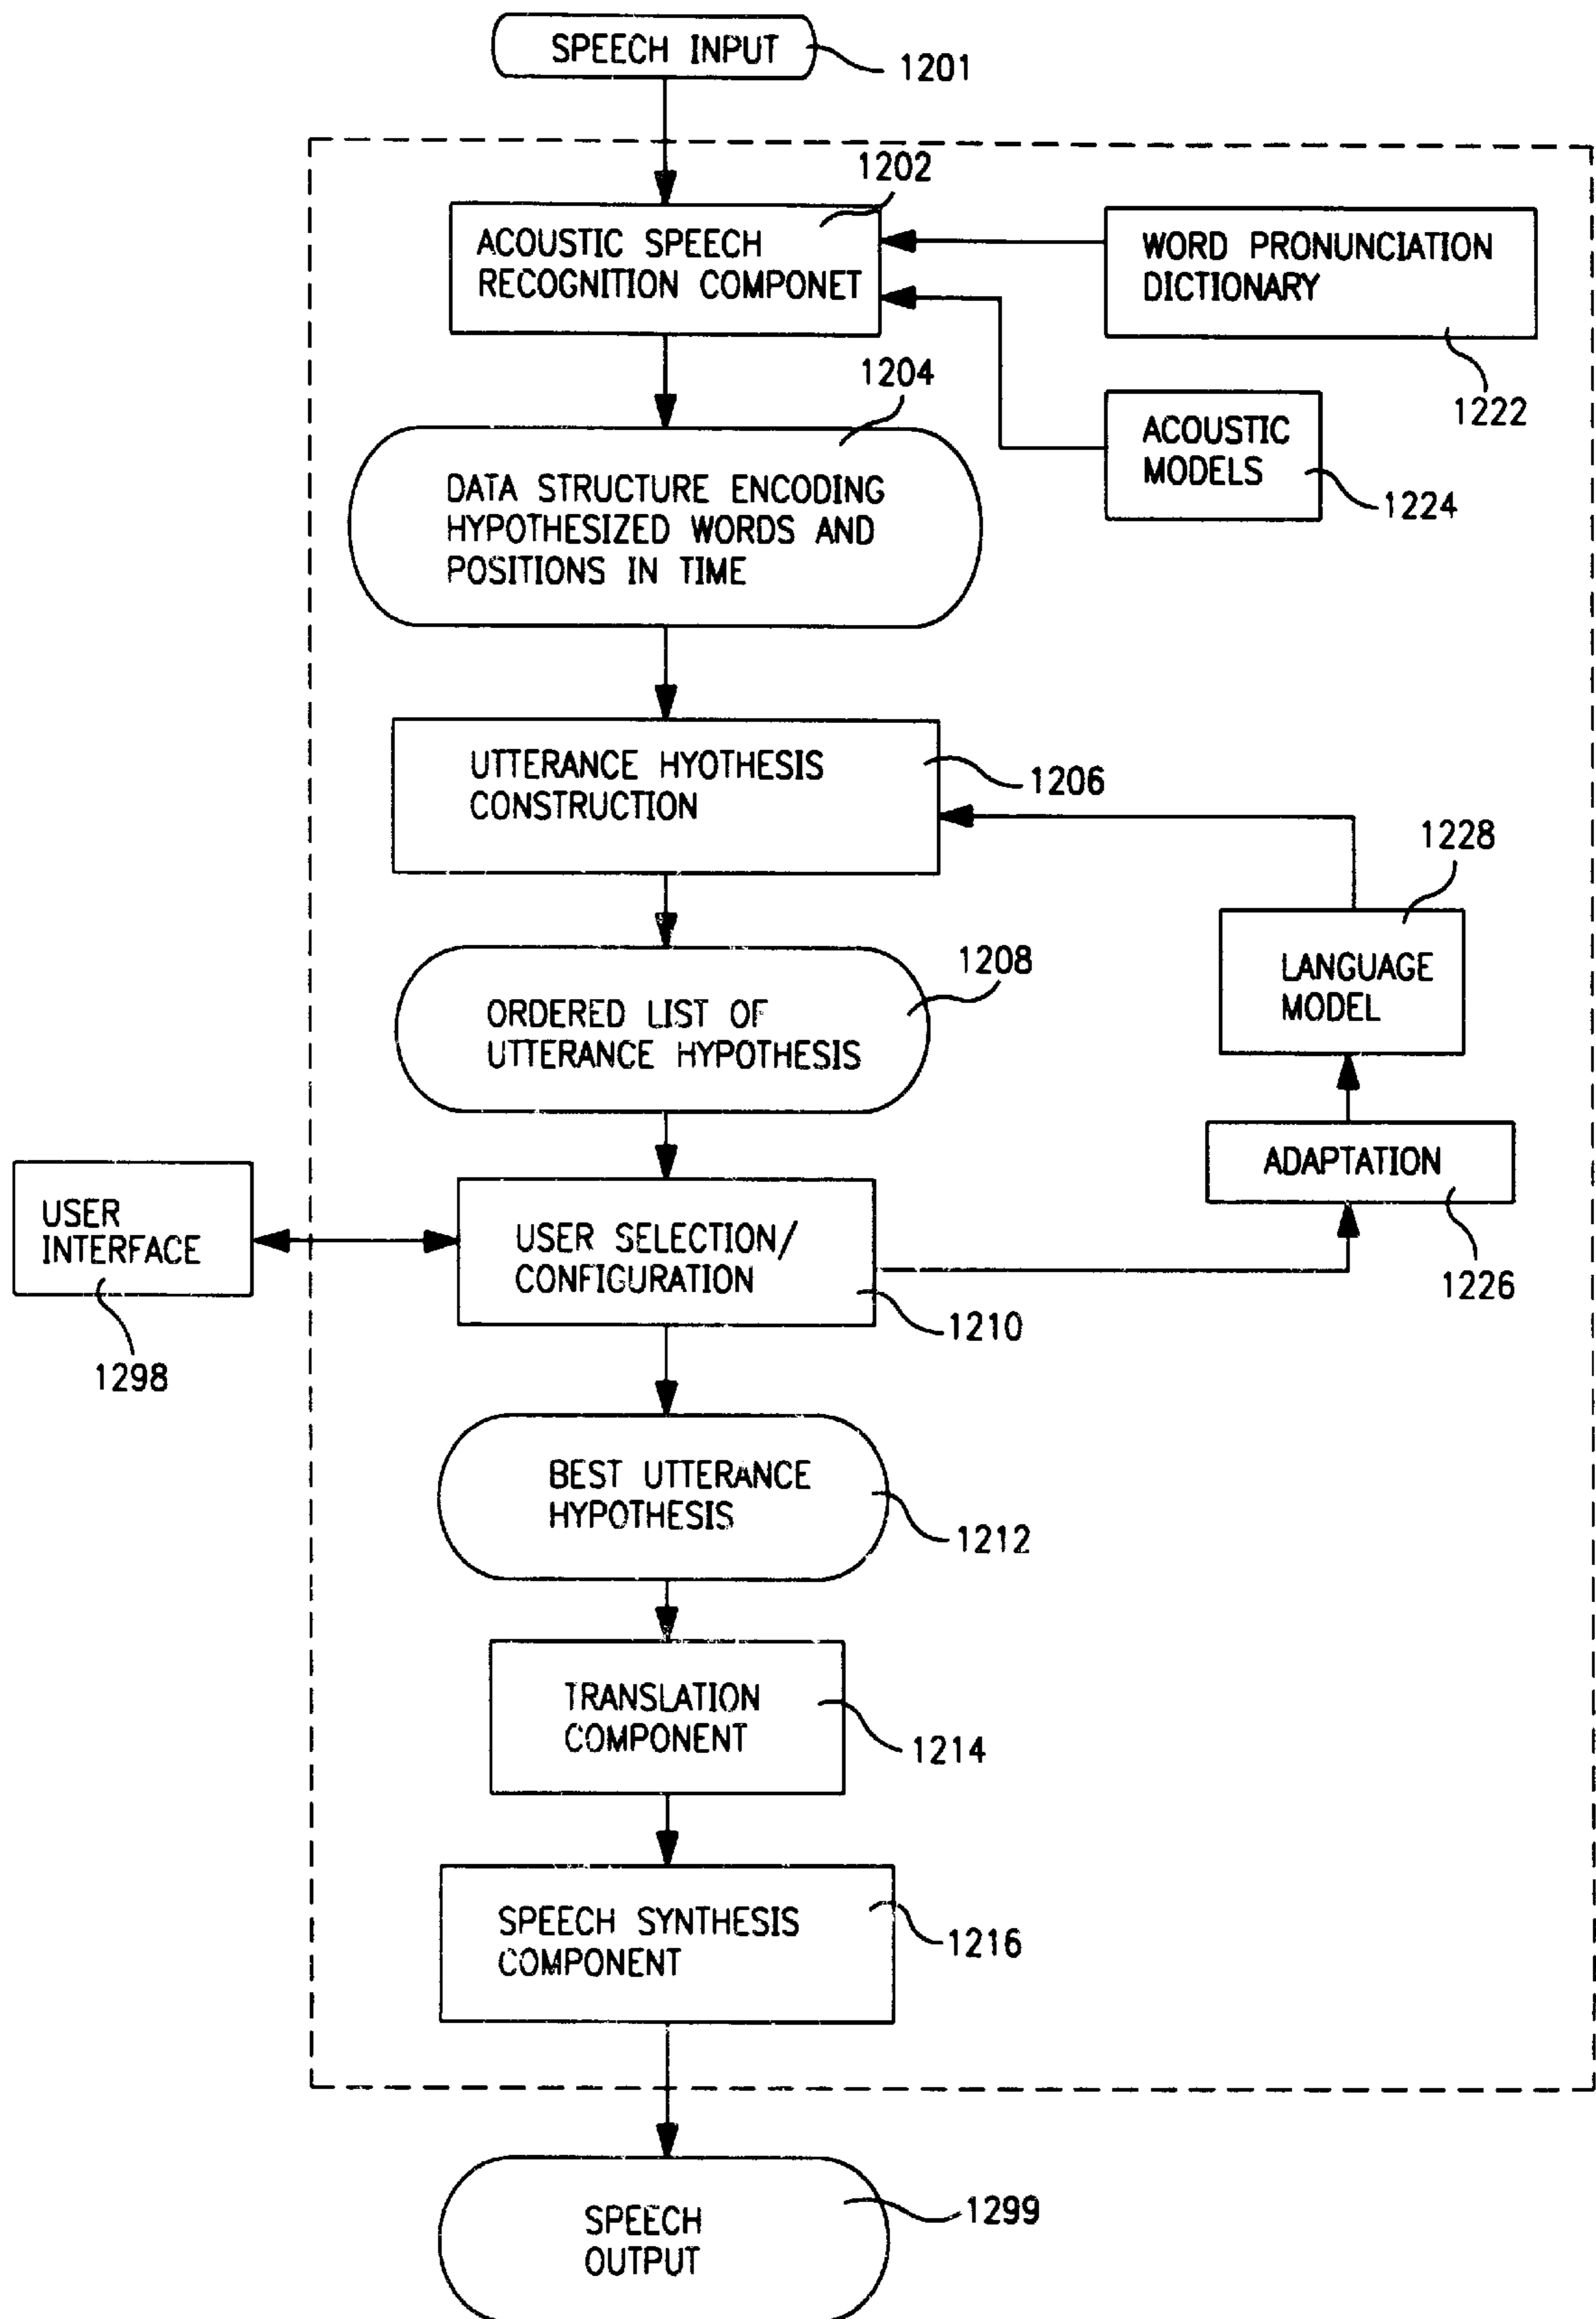 SPEECH INPUT
1201
1202
ACOUSTIC SPEECH
RECOGNITION COMPONET
WORD PRONUNCIATION
DICTIONARY
1222
1204
ACOUSTIC
MODELS
1224
DATA STRUCTURE ENCODING
HYPOTHESIZED WORDS AND
POSITIONS IN TIME
UTTERANCE HYOTHESIS
CONSTRUCTION
1206
1228
LANGUAGE
MODEL
1208
ORDERED LIST OF
UTTERANCE HYPOTHESIS
ADAPTATION
1226
USER
INTERFACE
1298
USER SELECTION/
CONFIGURATION
1210
BEST UTTERANCE
HYPOTHESIS
1212
TRANSLATION
COMPONENT
1214
SPEECH SYNTHESIS
COMPONENT
1216
SPEECH
OUTPUT
1299